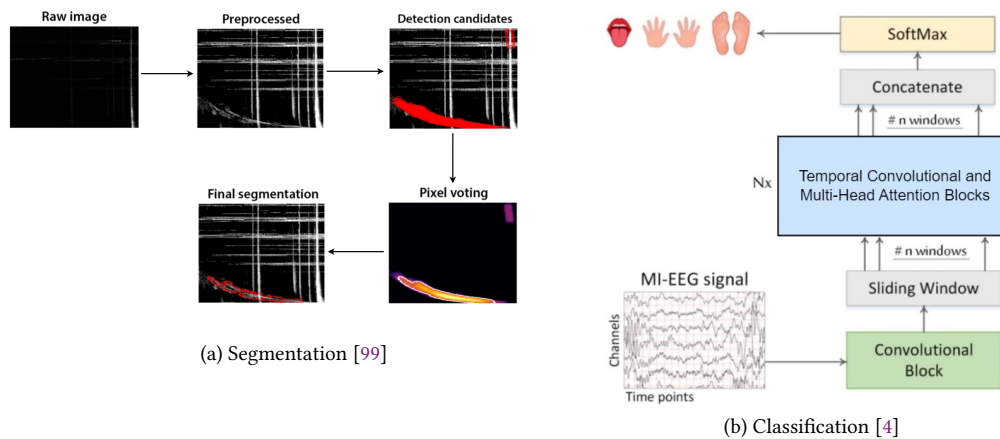 Raw image
Preprocessed
Detection candidates
Final segmentation
Pixel voting
(a) Segmentation [99]
SoftMax
Concatenate
# n windows
Nx
Temporal Convolutional and
Multi-Head Attention Blocks
# n windows
Sliding Window
MI-EEG signal
Channels
Time points
Convolutional
Block
(b) Classification [4]